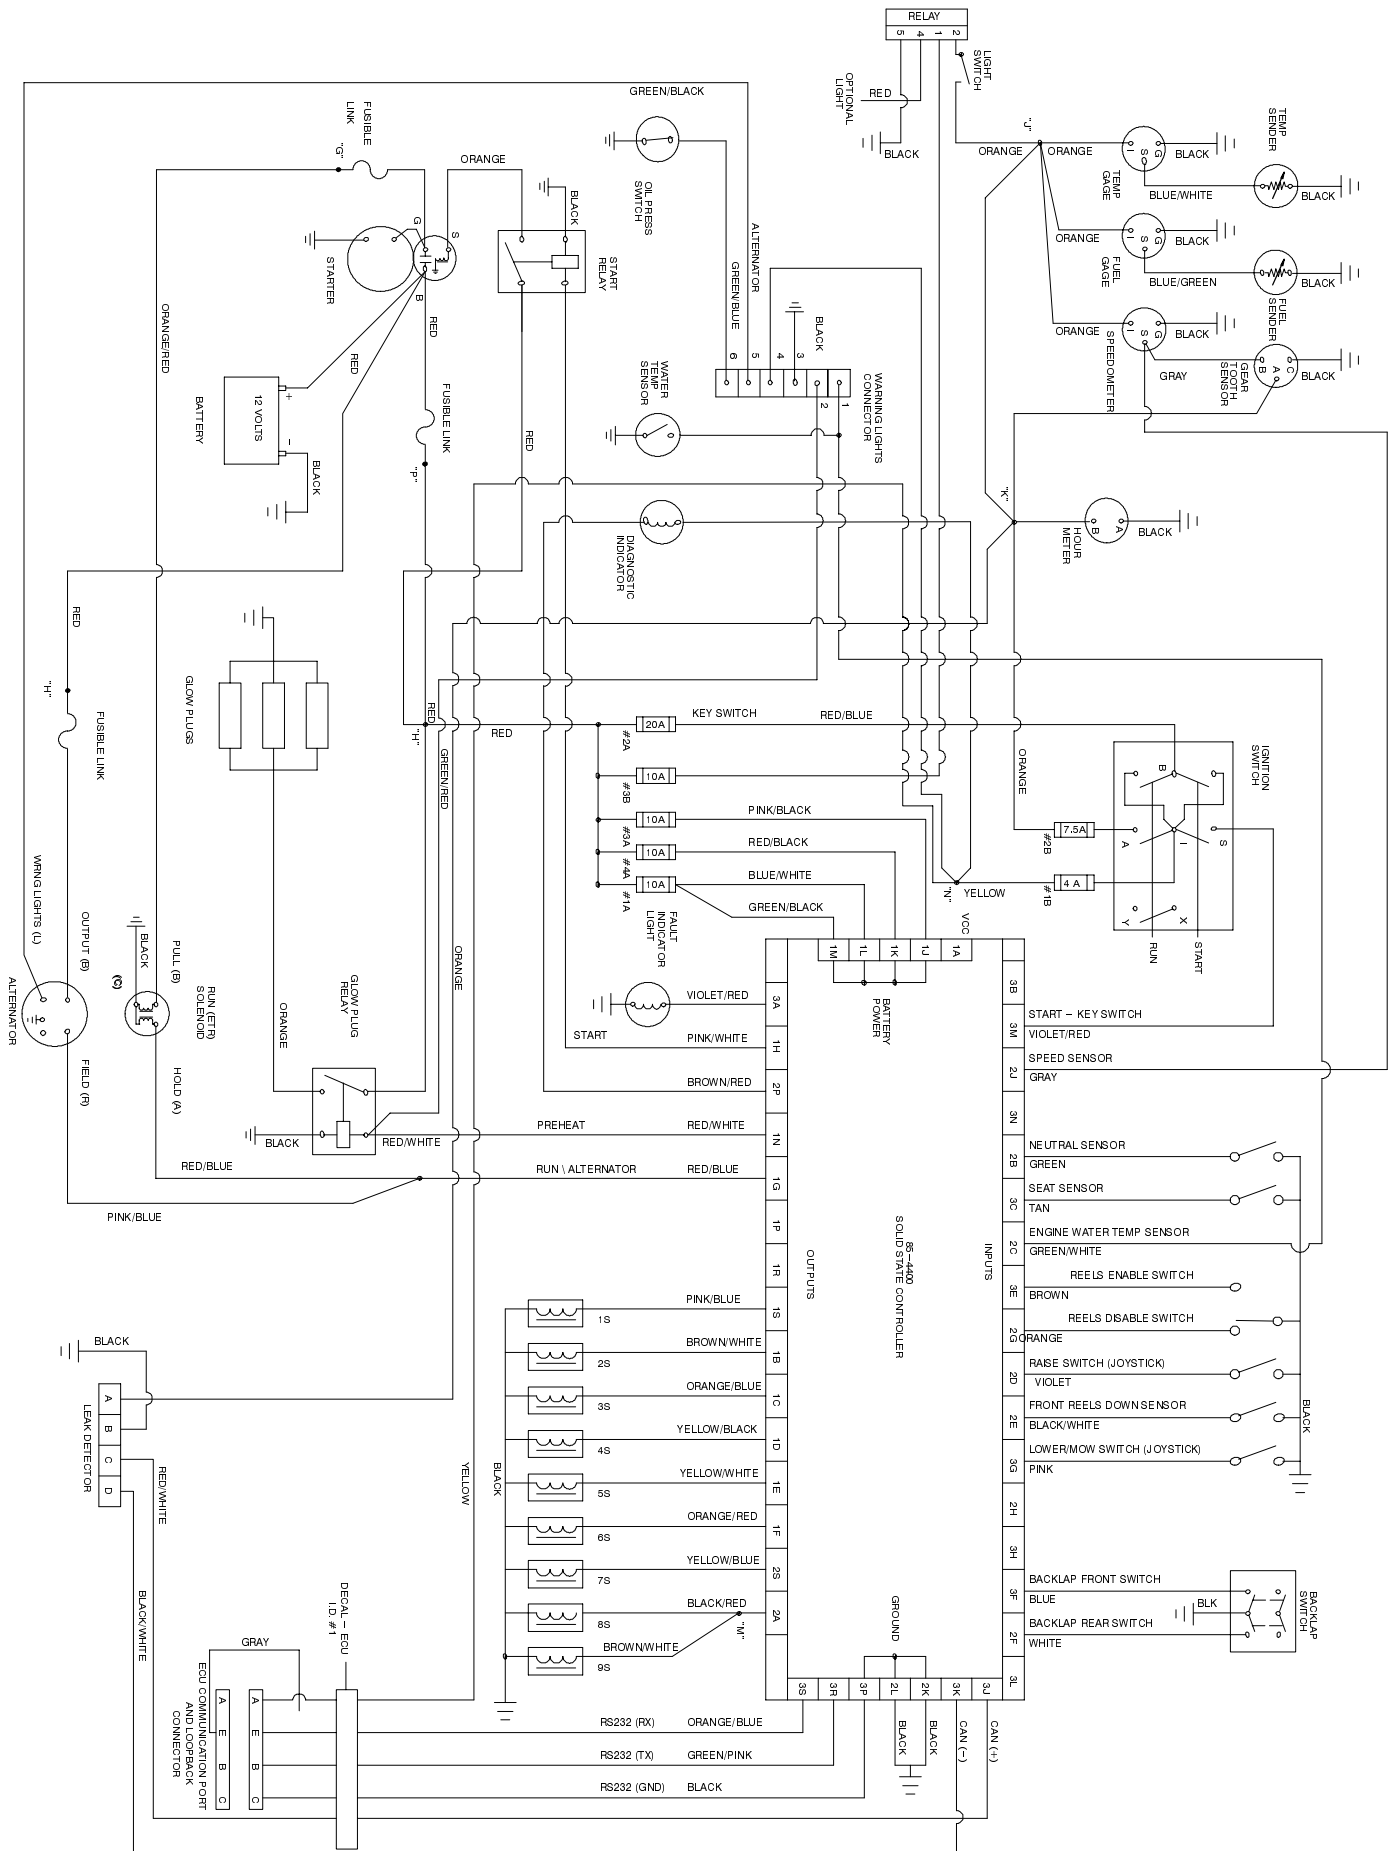 RELAY
5 4 1 2
LIGHT
SWITCH
OPTIONAL
LIGHT
RED
BLACK
GREEN/BLACK
FUSIBLE
LINK
"G"
ORANGE
OIL PRESS
SWITCH
BLACK
START
RELAY
ALTERNATOR
GREEN/BLUE
BLACK
"J"
ORANGE
ORANGE
I S G
TEMP
GAGE
BLACK
BLUE/WHITE
TEMP
SENDER
BLACK
ORANGE
I S G
FUEL
GAGE
BLACK
BLUE/GREEN
FUEL
SENDER
BLACK
ORANGE
I S G
SPEEDOMETER
BLACK
GRAY
GEAR
TOOTH
SENSOR
B A C
BLACK
G
S
B
STARTER
RED
RED
ORANGE/RED
BATTERY
12 VOLTS
+
–
BLACK
FUSIBLE LINK
"P"
RED
WATER
TEMP
SENSOR
6 5 4 3 2 1
WARNING LIGHTS
CONNECTOR
DIAGNOSTIC
INDICATOR
"K"
HOUR
METER
B A
BLACK
RED
"H"
FUSIBLE LINK
GLOW PLUGS
RED
"H"
RED
GREEN/RED
20A
#2A
KEY SWITCH
RED/BLUE
10A
#3B
10A
#3A
PINK/BLACK
10A
#4A
RED/BLACK
10A
#1A
BLUE/WHITE
GREEN/BLACK
ORANGE
IGNITION
SWITCH
B
A
I
S
Y
X
RUN
START
7.5A
#2B
4 A
#1B
"N"
YELLOW
VCC
WRNG LIGHTS (L)
OUTPUT (B)
ALTERNATOR
FIELD (R)
BLACK
(C)
PULL (B)
RUN (ETR)
SOLENOID
HOLD (A)
ORANGE
GLOW PLUG
RELAY
ORANGE
BLACK
RED/WHITE
RED/BLUE
PINK/BLUE
FAULT
INDICATOR
LIGHT
1M 1L 1K 1J 1A
BATTERY
POWER
VIOLET/RED
3A
START
PINK/WHITE
1H
BROWN/RED
2P
PREHEAT
RED/WHITE
1N
RUN \ ALTERNATOR
RED/BLUE
1G
1P
1R
OUTPUTS
85–4400
SOLID STATE CONTROLLER
INPUTS
PINK/BLUE
1S
1S
BROWN/WHITE
1B
2S
ORANGE/BLUE
1C
3S
YELLOW/BLACK
1D
4S
YELLOW/WHITE
1E
5S
ORANGE/RED
1F
6S
YELLOW/BLUE
2S
7S
BLACK/RED
2A
8S
"M"
BROWN/WHITE
9S
BLACK
YELLOW
3B
START – KEY SWITCH
3M
VIOLET/RED
SPEED SENSOR
2J
GRAY
3N
NEUTRAL SENSOR
2B
GREEN
SEAT SENSOR
3C
TAN
ENGINE WATER TEMP SENSOR
2C
GREEN/WHITE
REELS ENABLE SWITCH
3E
BROWN
REELS DISABLE SWITCH
2G
ORANGE
RAISE SWITCH (JOYSTICK)
2D
VIOLET
FRONT REELS DOWN SENSOR
2E
BLACK/WHITE
LOWER/MOW SWITCH (JOYSTICK)
3G
PINK
BLACK
2H
3H
BACKLAP FRONT SWITCH
3F
BLUE
BACKLAP REAR SWITCH
2F
WHITE
BLK
BACKLAP
SWITCH
3L
GROUND
3S 3R 3P 2L 2K 3K 3J
BLACK
BLACK
CAN (–)
CAN (+)
BLACK
A
B
C
D
LEAK DETECTOR
RED/WHITE
BLACK/WHITE
DECAL – ECU
I.D. #1
GRAY
A E B C
A E B C
ECU COMMUNICATION PORT
AND LOOPBACK
CONNECTOR
RS232 (RX)
ORANGE/BLUE
RS232 (TX)
GREEN/PINK
RS232 (GND)
BLACK